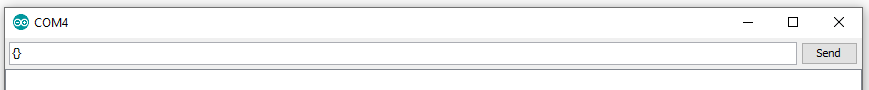 COM4
{}
Send